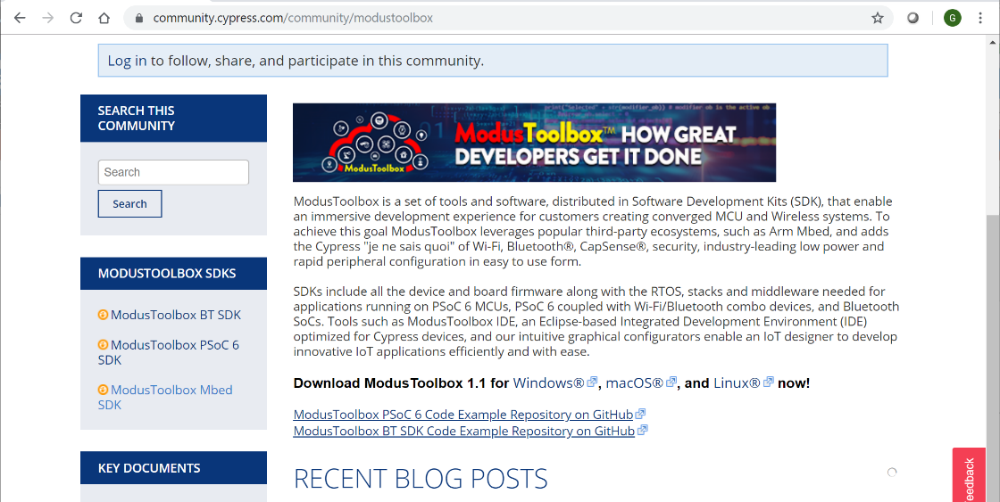 community.cypress.com/community/modustoolbox
G
Log in to follow, share, and participate in this community.
SEARCH THIS
COMMUNITY
Search
Search
MODUSTOOLBOX SDKS
ModusToolbox BT SDK
ModusToolbox PSoC 6
SDK
ModusToolbox Mbed
SDK
KEY DOCUMENTS
print("Selected" + str(modifier_ob)) # modifier ob is the active ob
ModusToolbox
ModusToolbox™ HOW GREAT
DEVELOPERS GET IT DONE
ModusToolbox is a set of tools and software, distributed in Software Development Kits (SDK), that enable
an immersive development experience for customers creating converged MCU and Wireless systems. To
achieve this goal ModusToolbox leverages popular third-party ecosystems, such as Arm Mbed, and adds
the Cypress "je ne sais quoi" of Wi-Fi, Bluetooth®, CapSense®, security, industry-leading low power and
rapid peripheral configuration in easy to use form.
SDKs include all the device and board firmware along with the RTOS, stacks and middleware needed for
applications running on PSoC 6 MCUs, PSoC 6 coupled with Wi-Fi/Bluetooth combo devices, and Bluetooth
SoCs. Tools such as ModusToolbox IDE, an Eclipse-based Integrated Development Environment (IDE)
optimized for Cypress devices, and our intuitive graphical configurators enable an IoT designer to develop
innovative IoT applications efficiently and with ease.
Download ModusToolbox 1.1 for Windows®, macOS®, and Linux® now!
ModusToolbox PSoC 6 Code Example Repository on GitHub
ModusToolbox BT SDK Code Example Repository on GitHub
RECENT BLOG POSTS
eedback